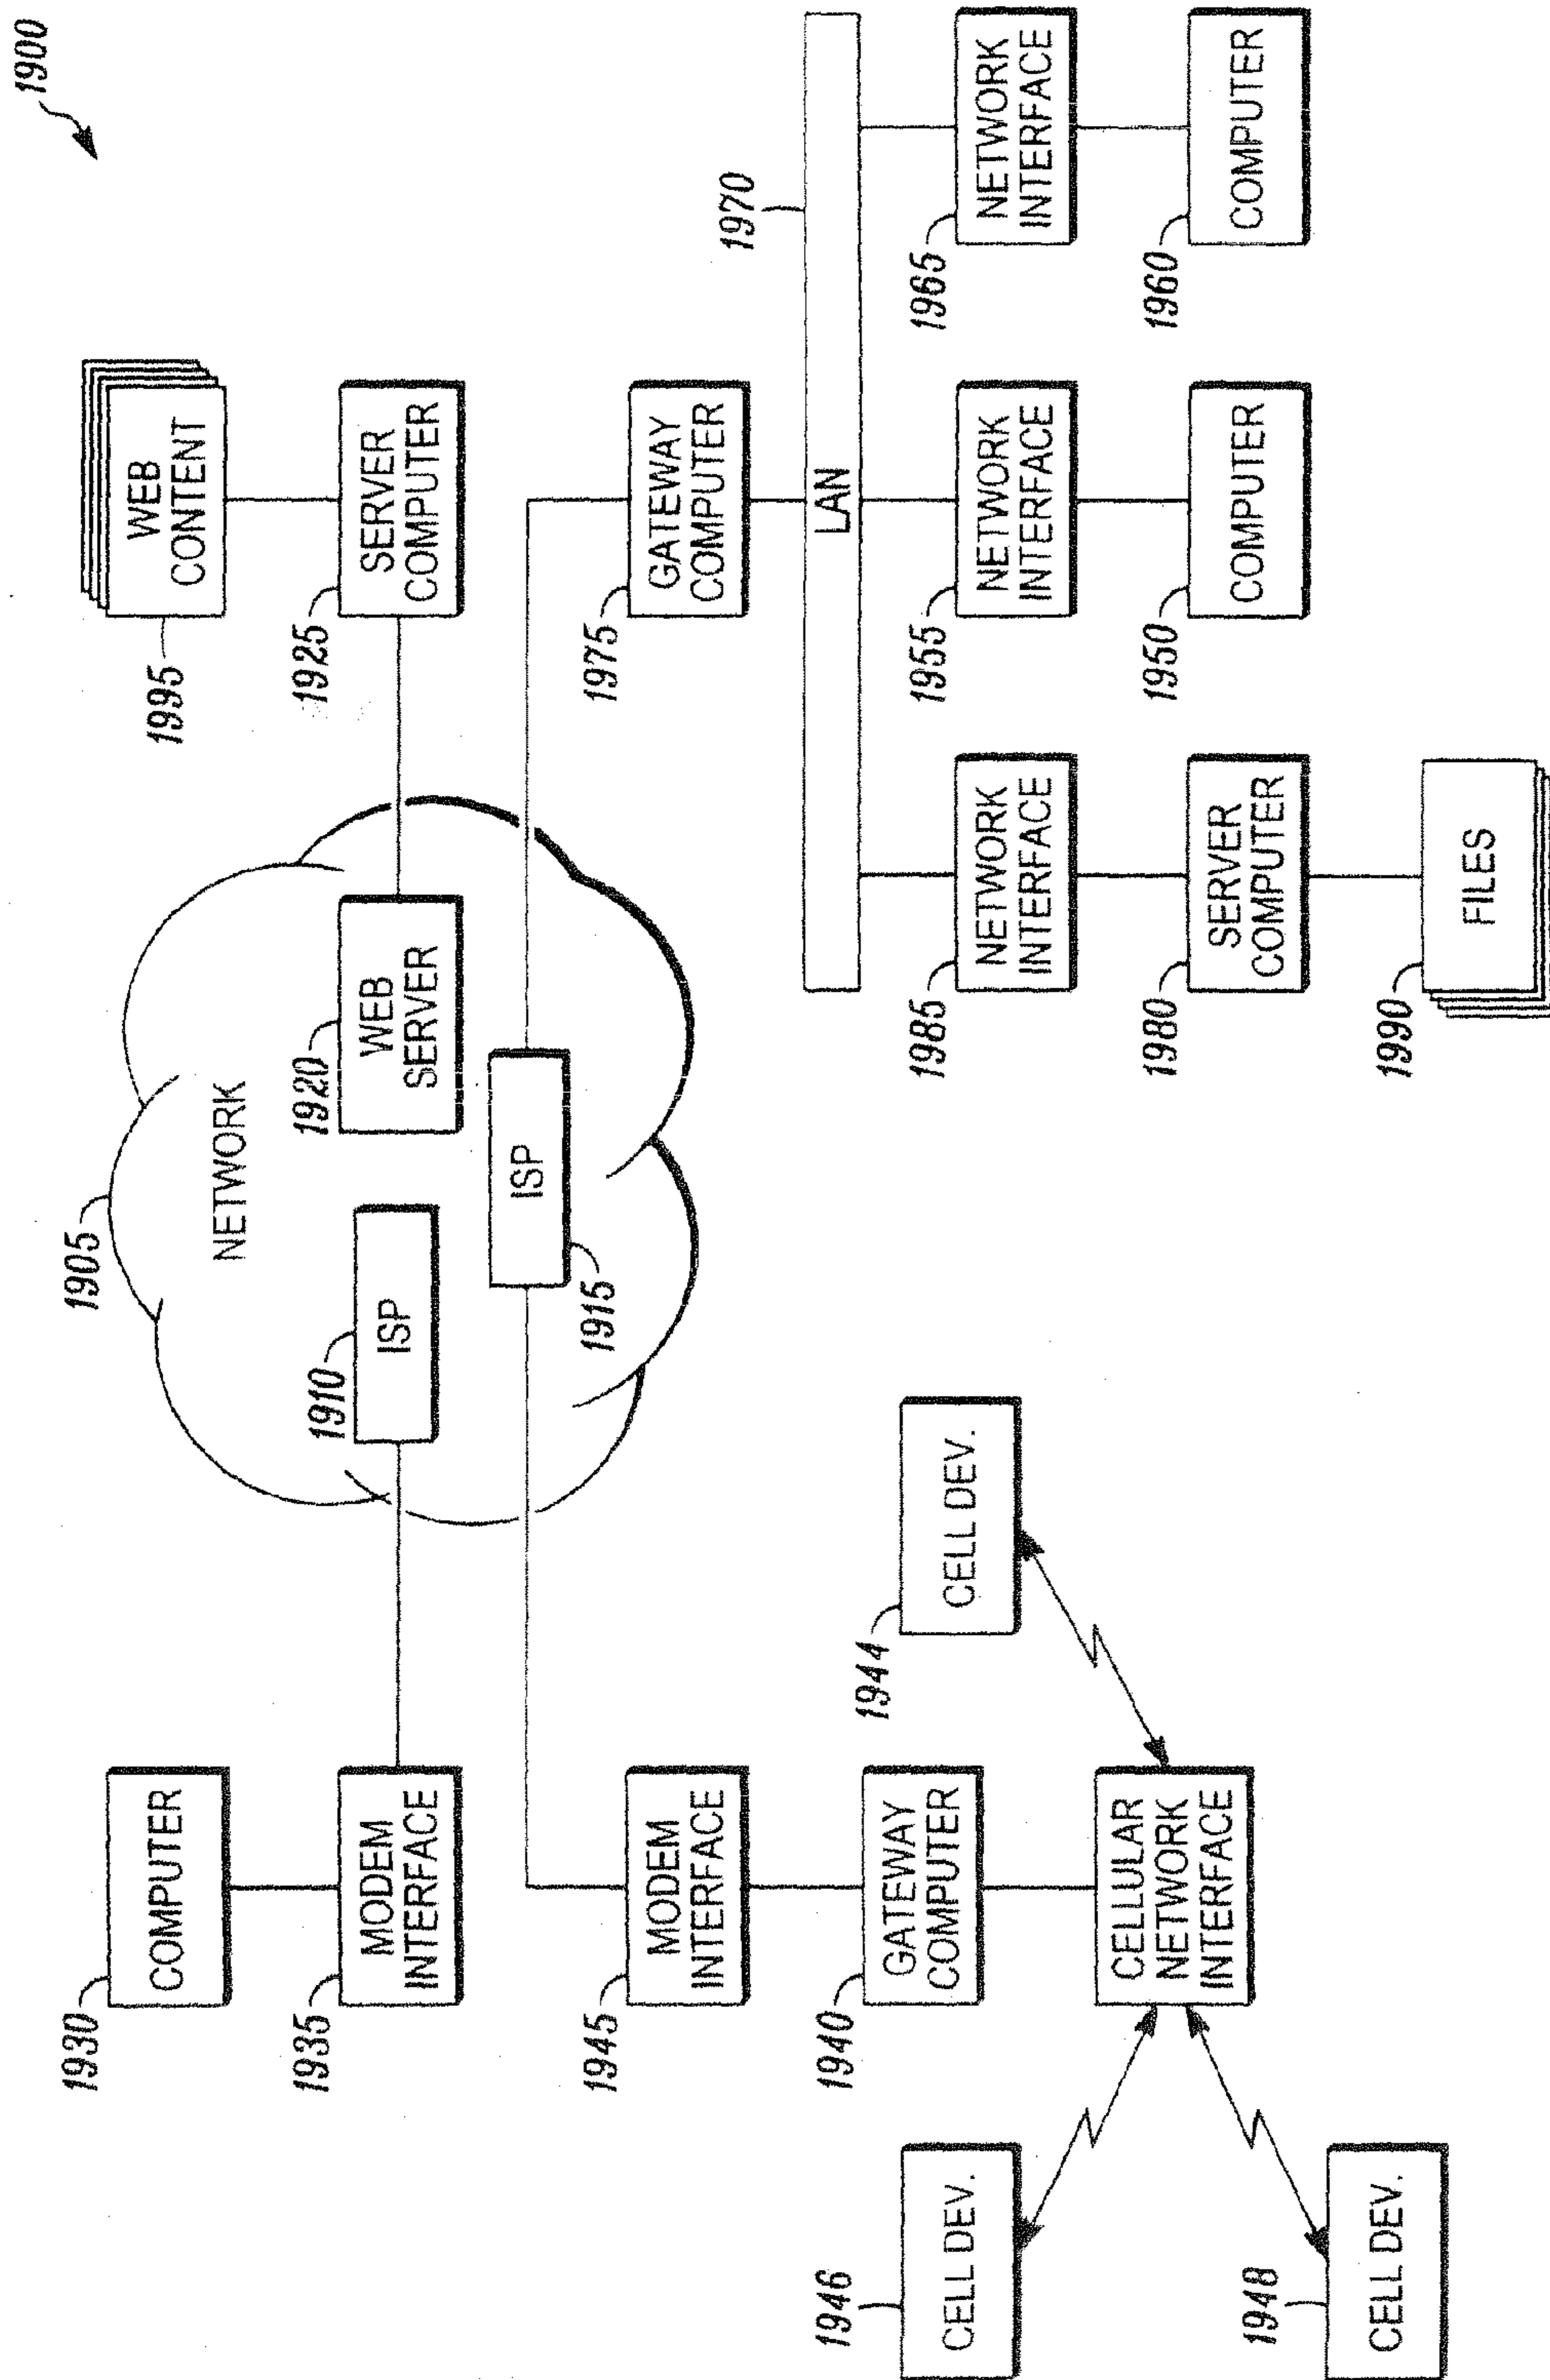 1900
1905
NETWORK
1930
COMPUTER
1935
MODEM
INTERFACE
1910
ISP
1920
WEB
SERVER
1995
WEB
CONTENT
1925
SERVER
COMPUTER
ISP
1915
1945
MODEM
INTERFACE
1940
GATEWAY
COMPUTER
CELLULAR
NETWORK
INTERFACE
1944
CELL DEV.
1946
CELL DEV.
1948
CELL DEV.
1975
GATEWAY
COMPUTER
1970
LAN
1985
NETWORK
INTERFACE
1955
NETWORK
INTERFACE
1965
NETWORK
INTERFACE
1980
SERVER
COMPUTER
1950
COMPUTER
1960
COMPUTER
1990
FILES